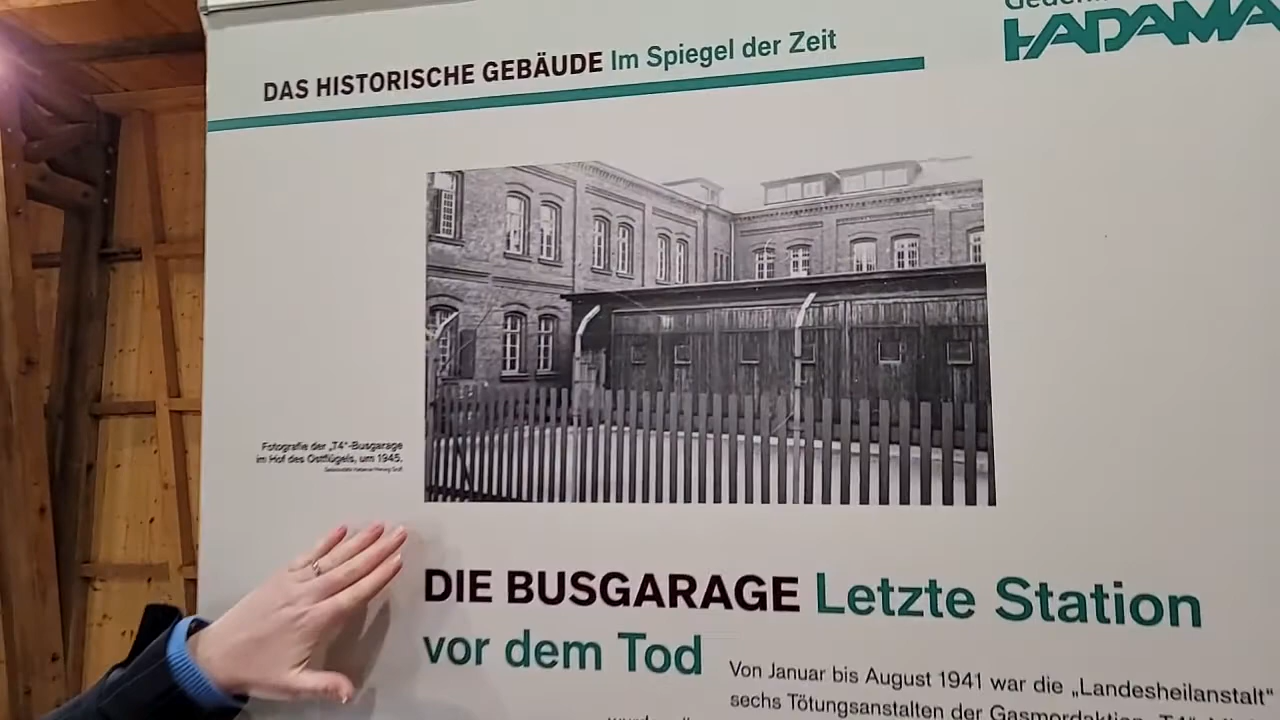 DAS HISTORISCHE GEBÄUDE Im Spiegel der Zeit
HADAMA
Fotografie der „T4“-Busgarage
im Hof des Ostflügels, um 1945.
DIE BUSGARAGE Letzte Station
vor dem Tod
Von Januar bis August 1941 war die „Landesheilanstalt“
sechs Tötungsanstalten der Gasmordaktion